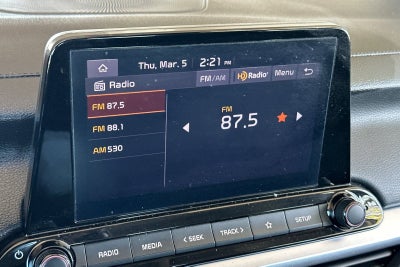 Thu, Mar. 5 2:21 PM
Radio FM/AM HD Radio Menu
FM 87.5
FM 88.1
AM 530
FM
87.5
RADIO MEDIA < SEEK TRACK > SETUP